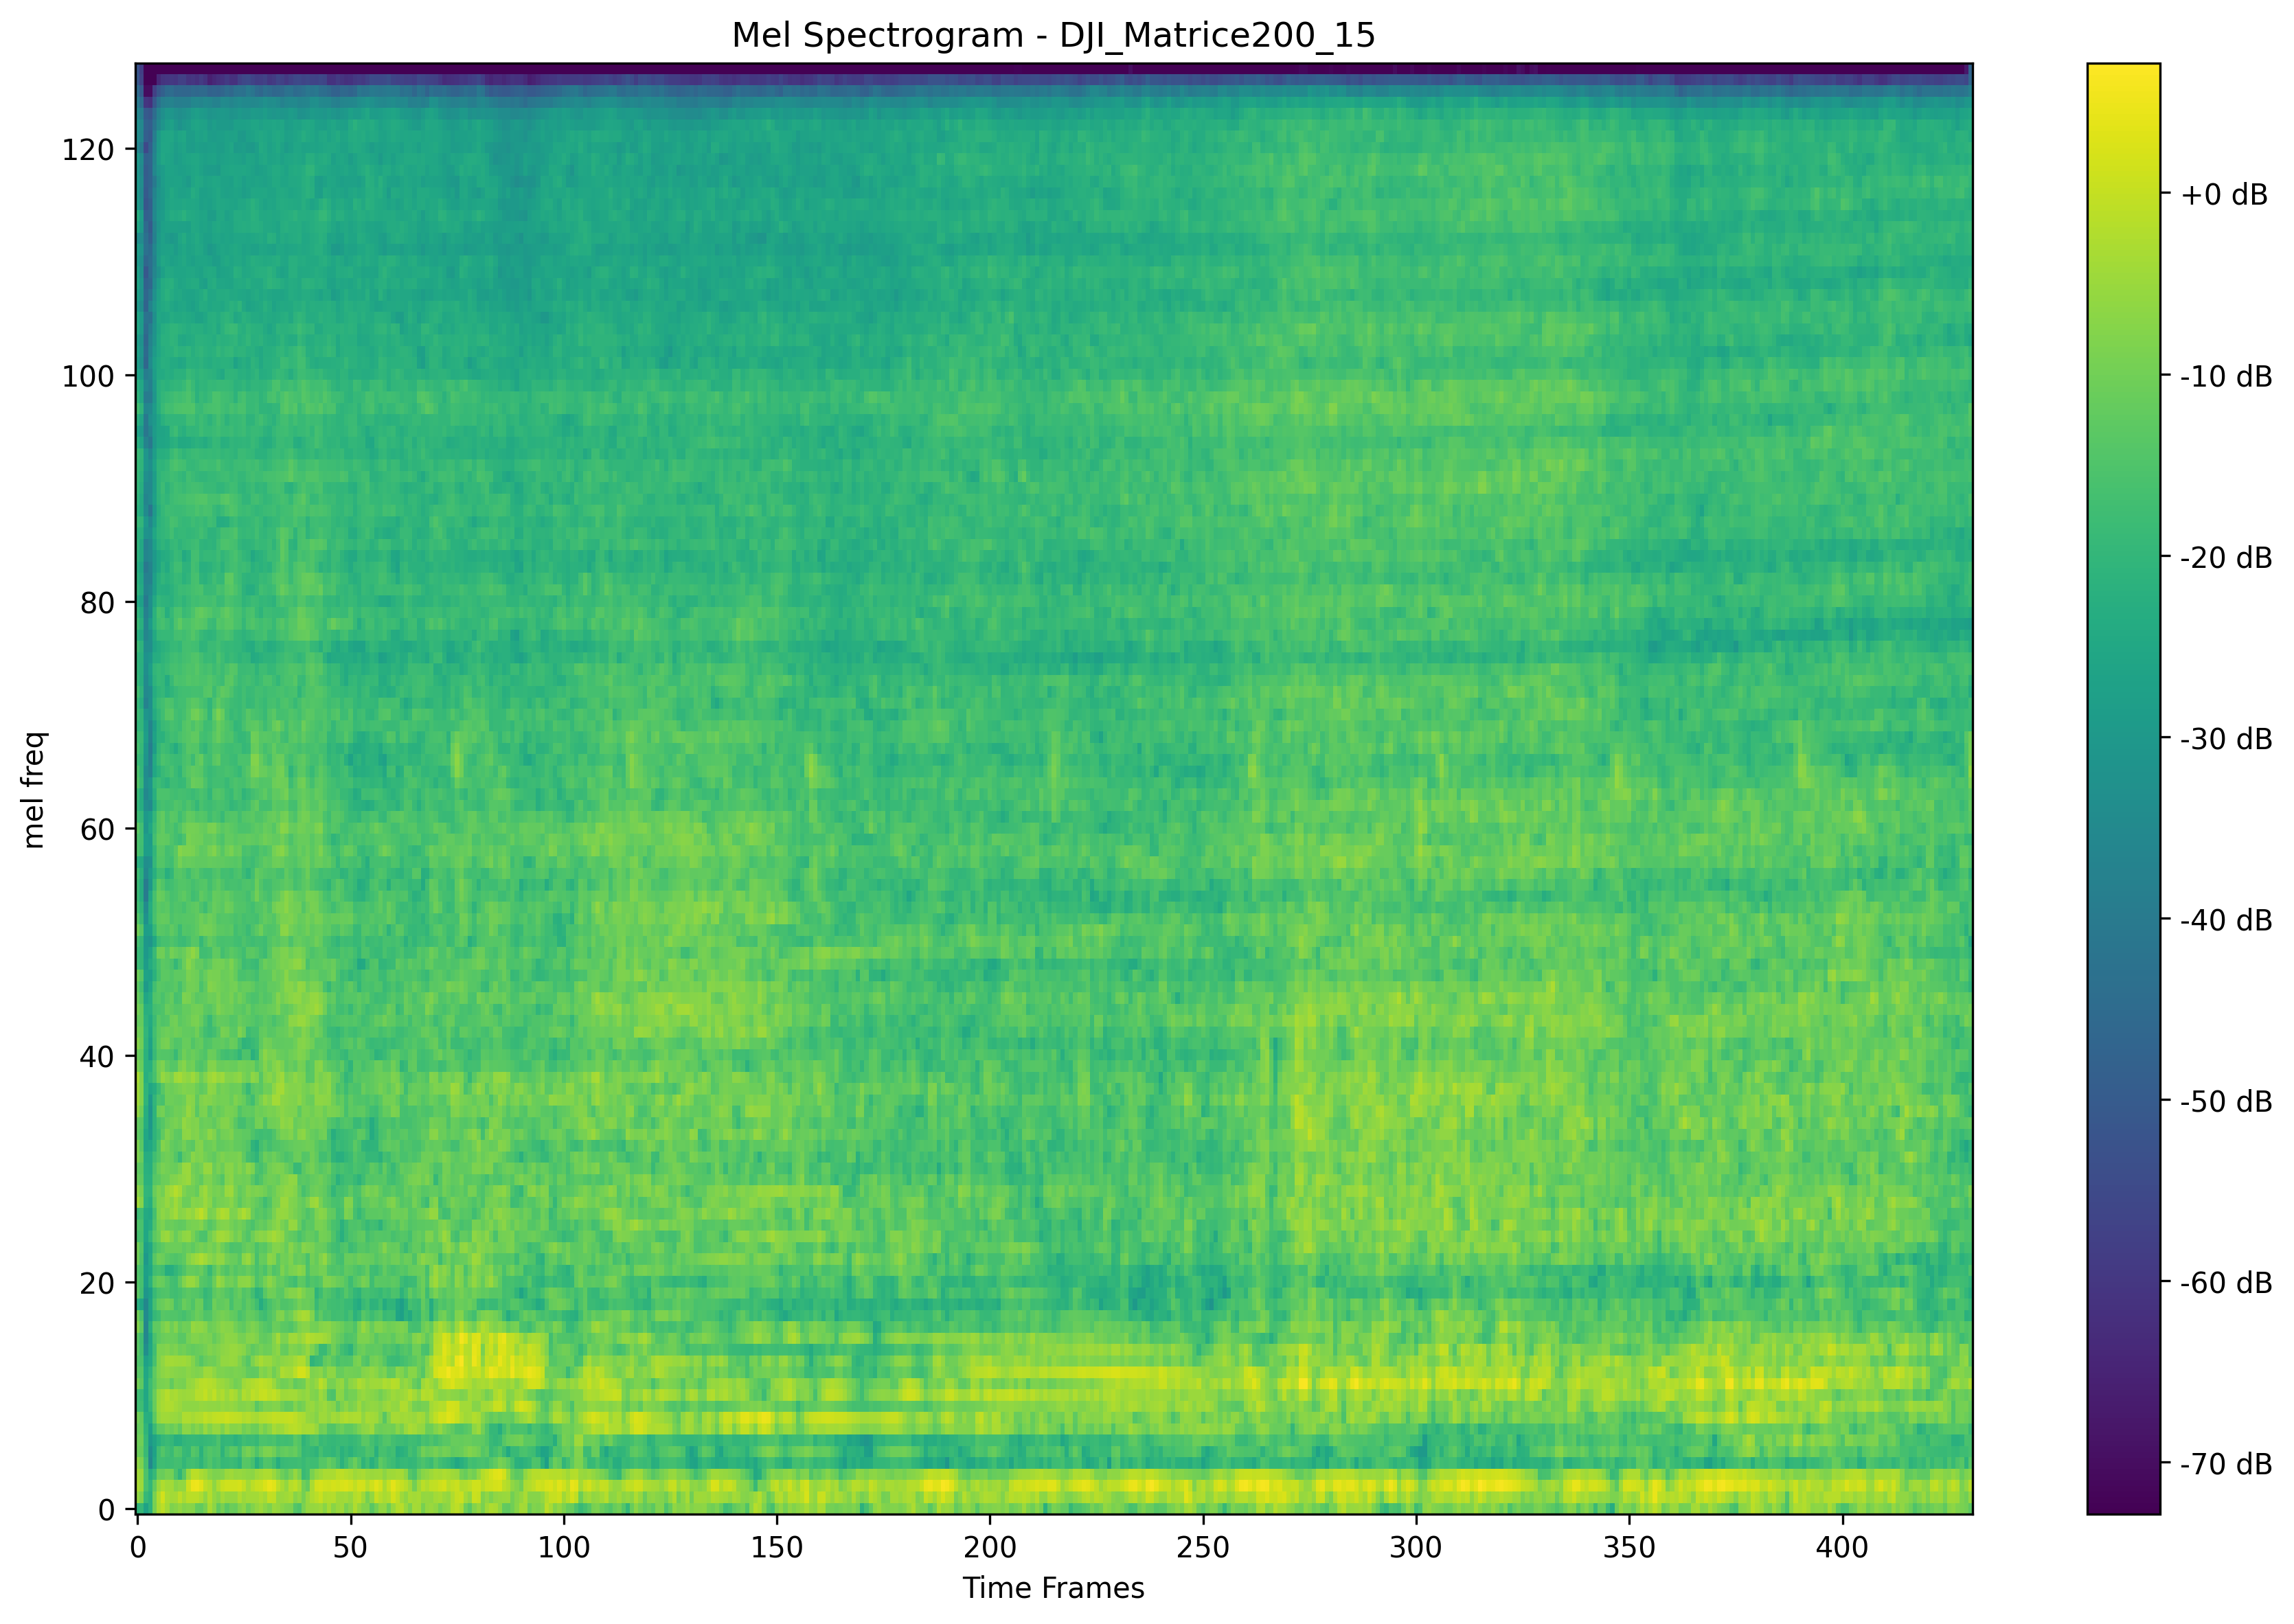 Mel Spectrogram - DJI_Matrice200_15
mel freq
120
100
80
60
40
20
0
0 50 100 150 200 250 300 350 400
Time Frames
+0 dB
-10 dB
-20 dB
-30 dB
-40 dB
-50 dB
-60 dB
-70 dB